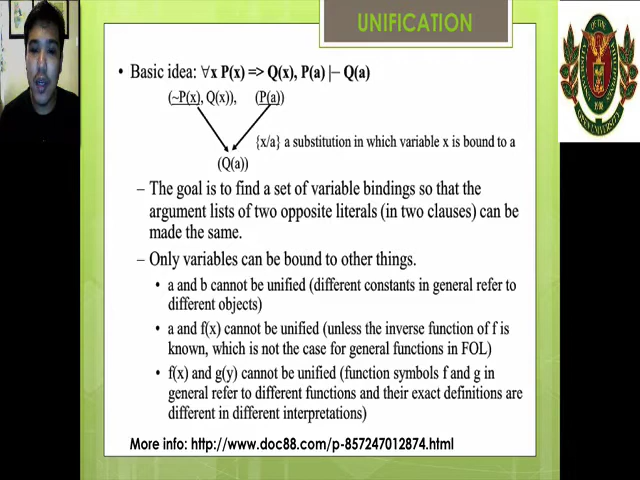 UNIFICATION
• Basic idea: ∀x P(x) => Q(x), P(a) |– Q(a)
(~P(x), Q(x)), (P(a))
{x/a} a substitution in which variable x is bound to a
(Q(a))
– The goal is to find a set of variable bindings so that the
argument lists of two opposite literals (in two clauses) can be
made the same.
– Only variables can be bound to other things.
• a and b cannot be unified (different constants in general refer to
different objects)
• a and f(x) cannot be unified (unless the inverse function of f is
known, which is not the case for general functions in FOL)
• f(x) and g(y) cannot be unified (function symbols f and g in
general refer to different functions and their exact definitions are
different in different interpretations)
More info: http://www.doc88.com/p-857247012874.html